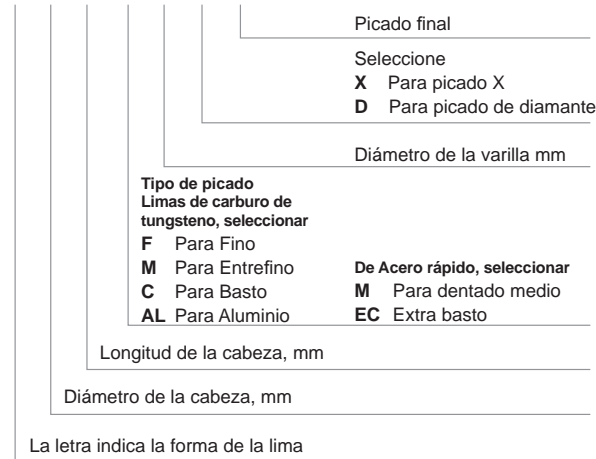 Picado final
Seleccione
X Para picado X
D Para picado de diamante
Diámetro de la varilla mm
Tipo de picado
Limas de carburo de
tungsteno, seleccionar
F Para Fino
M Para Entrefino
C Para Basto
AL Para Aluminio
De Acero rápido, seleccionar
M Para dentado medio
EC Extra basto
Longitud de la cabeza, mm
Diámetro de la cabeza, mm
La letra indica la forma de la lima